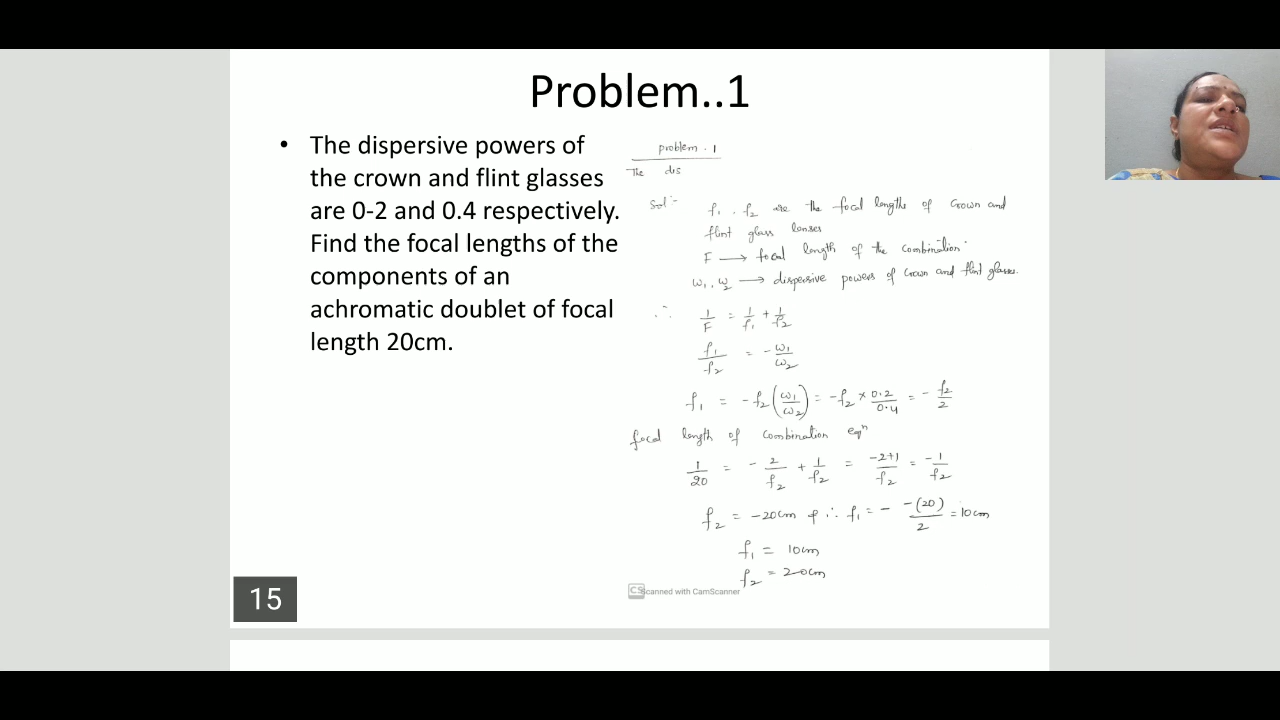 Problem..1
• The dispersive powers of
the crown and flint glasses
are 0-2 and 0.4 respectively.
Find the focal lengths of the
components of an
achromatic doublet of focal
length 20cm.
problem . 1
The dis
Sol :-
f₁ , f₂ are the focal lengths of Crown and
flint glass lenses
F ⟶ focal length of the combination.
ω₁, ω₂ ⟶ dispersive powers of Crown and flint glasses.
∴ 1/F = 1/f₁ + 1/f₂
f₁/f₂ = -ω₁/ω₂
f₁ = -f₂(ω₁/ω₂) = -f₂ × 0.2/0.4 = -f₂/2
focal length of combination eqⁿ
1/20 = -2/f₂ + 1/f₂ = -2+1/f₂ = -1/f₂
f₂ = -20cm & ∴ f₁ = - -(20)/2 = 10cm
f₁ = 10cm
f₂ = 20cm
CS Scanned with CamScanner
15